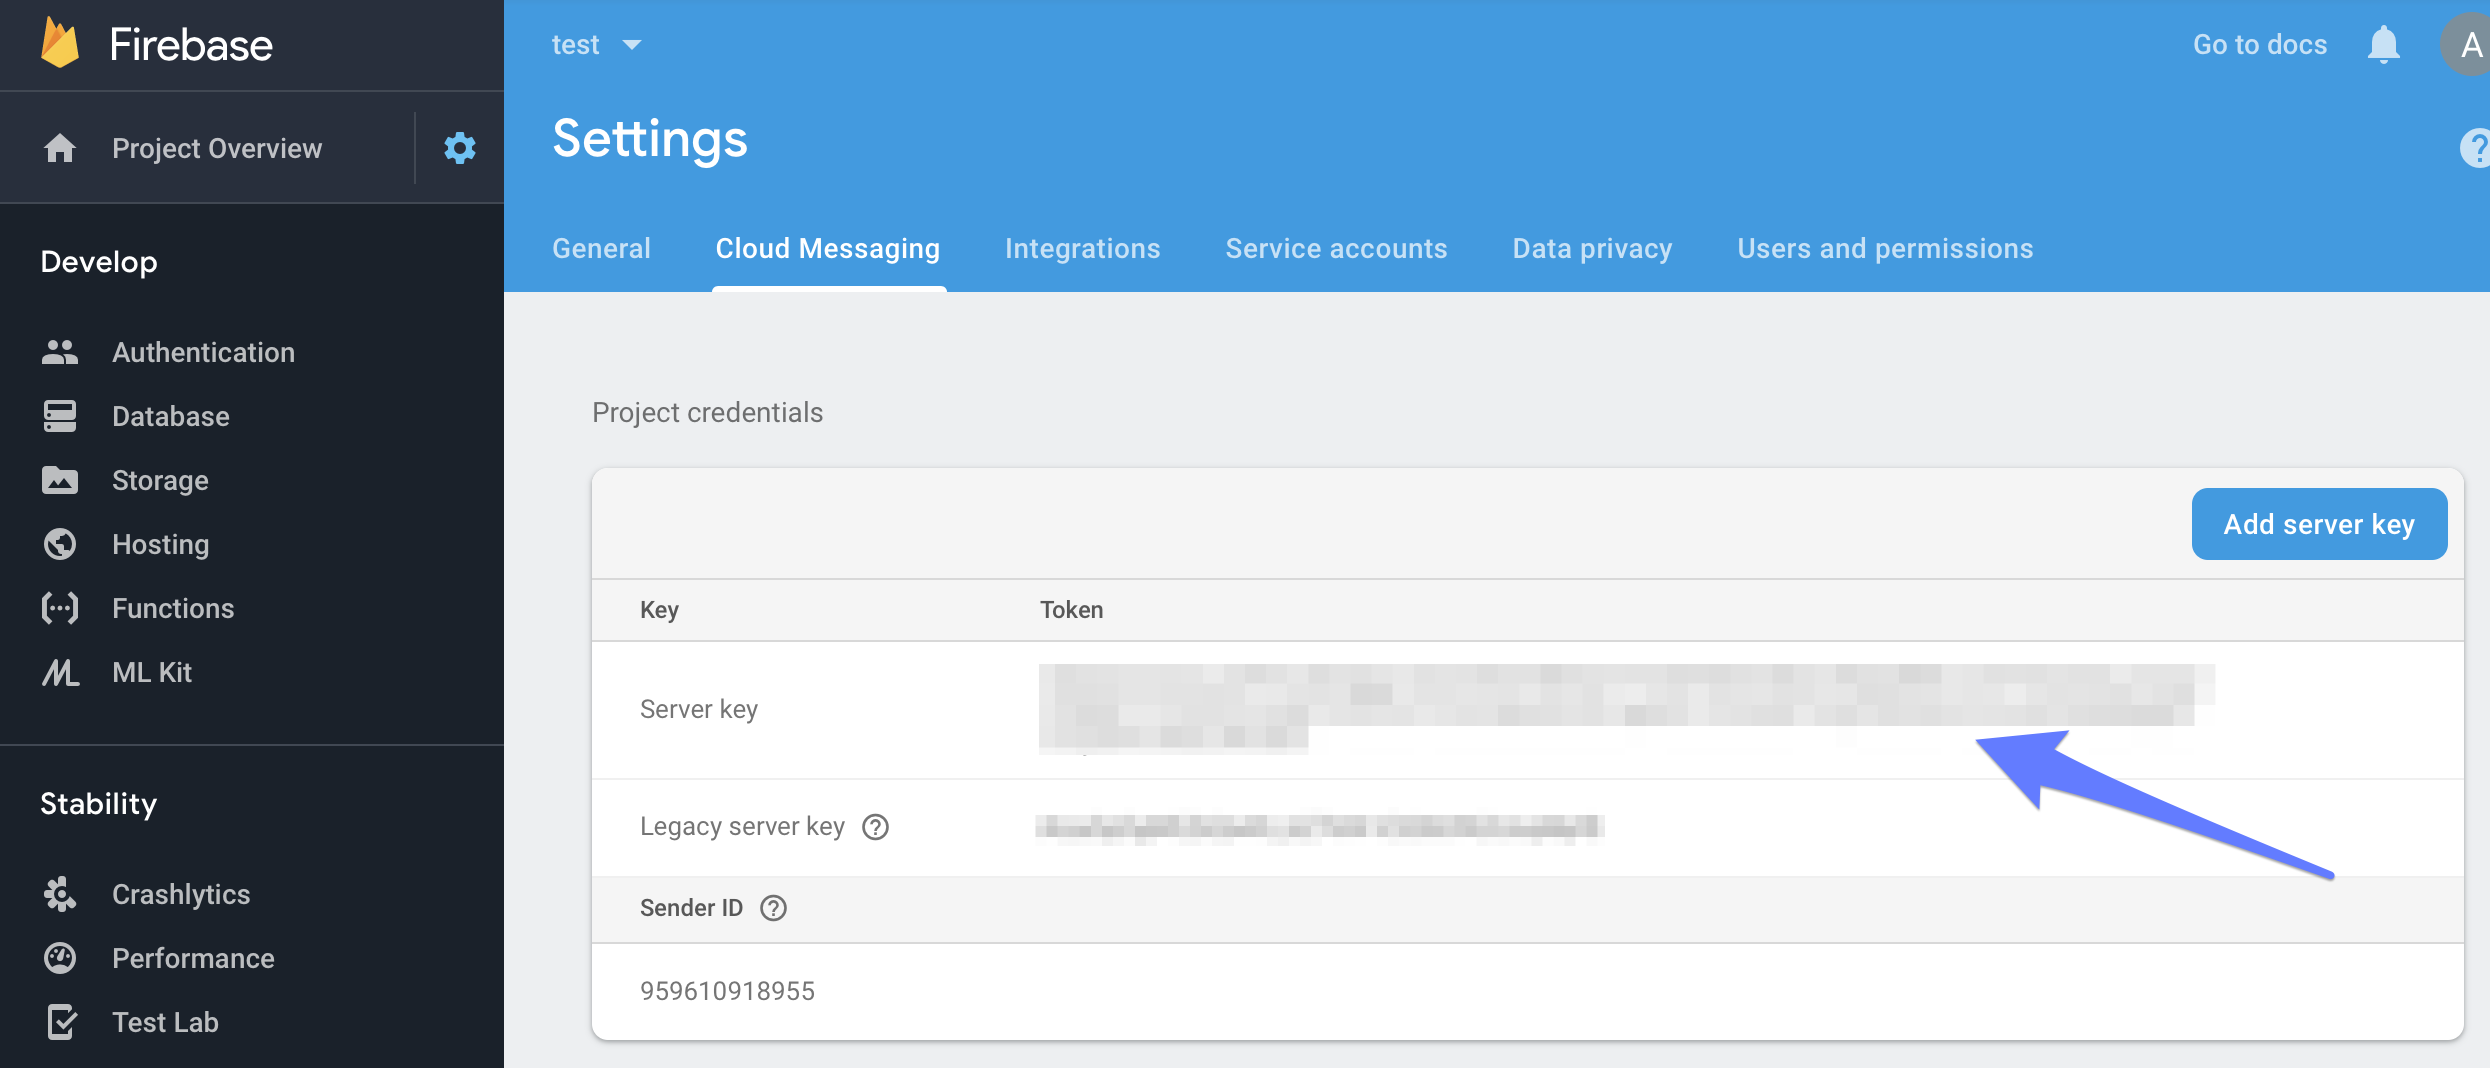 Firebase
Project Overview
Develop
Authentication
Database
Storage
Hosting
Functions
ML Kit
Stability
Crashlytics
Performance
Test Lab
test
Go to docs
A
Settings
?
General Cloud Messaging Integrations Service accounts Data privacy Users and permissions
Project credentials
Add server key
Key Token
Server key
Legacy server key ?
Sender ID ?
959610918955